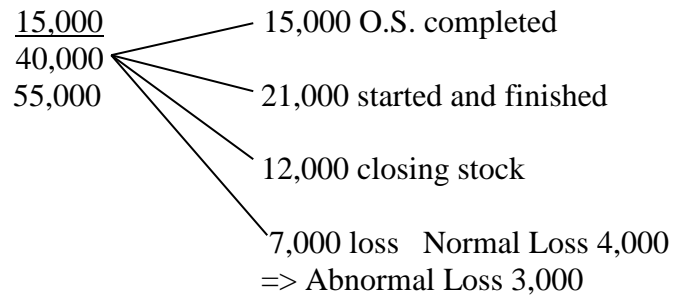 15,000 15,000 O.S. completed
40,000
55,000 21,000 started and finished
12,000 closing stock
7,000 loss Normal Loss 4,000
=> Abnormal Loss 3,000